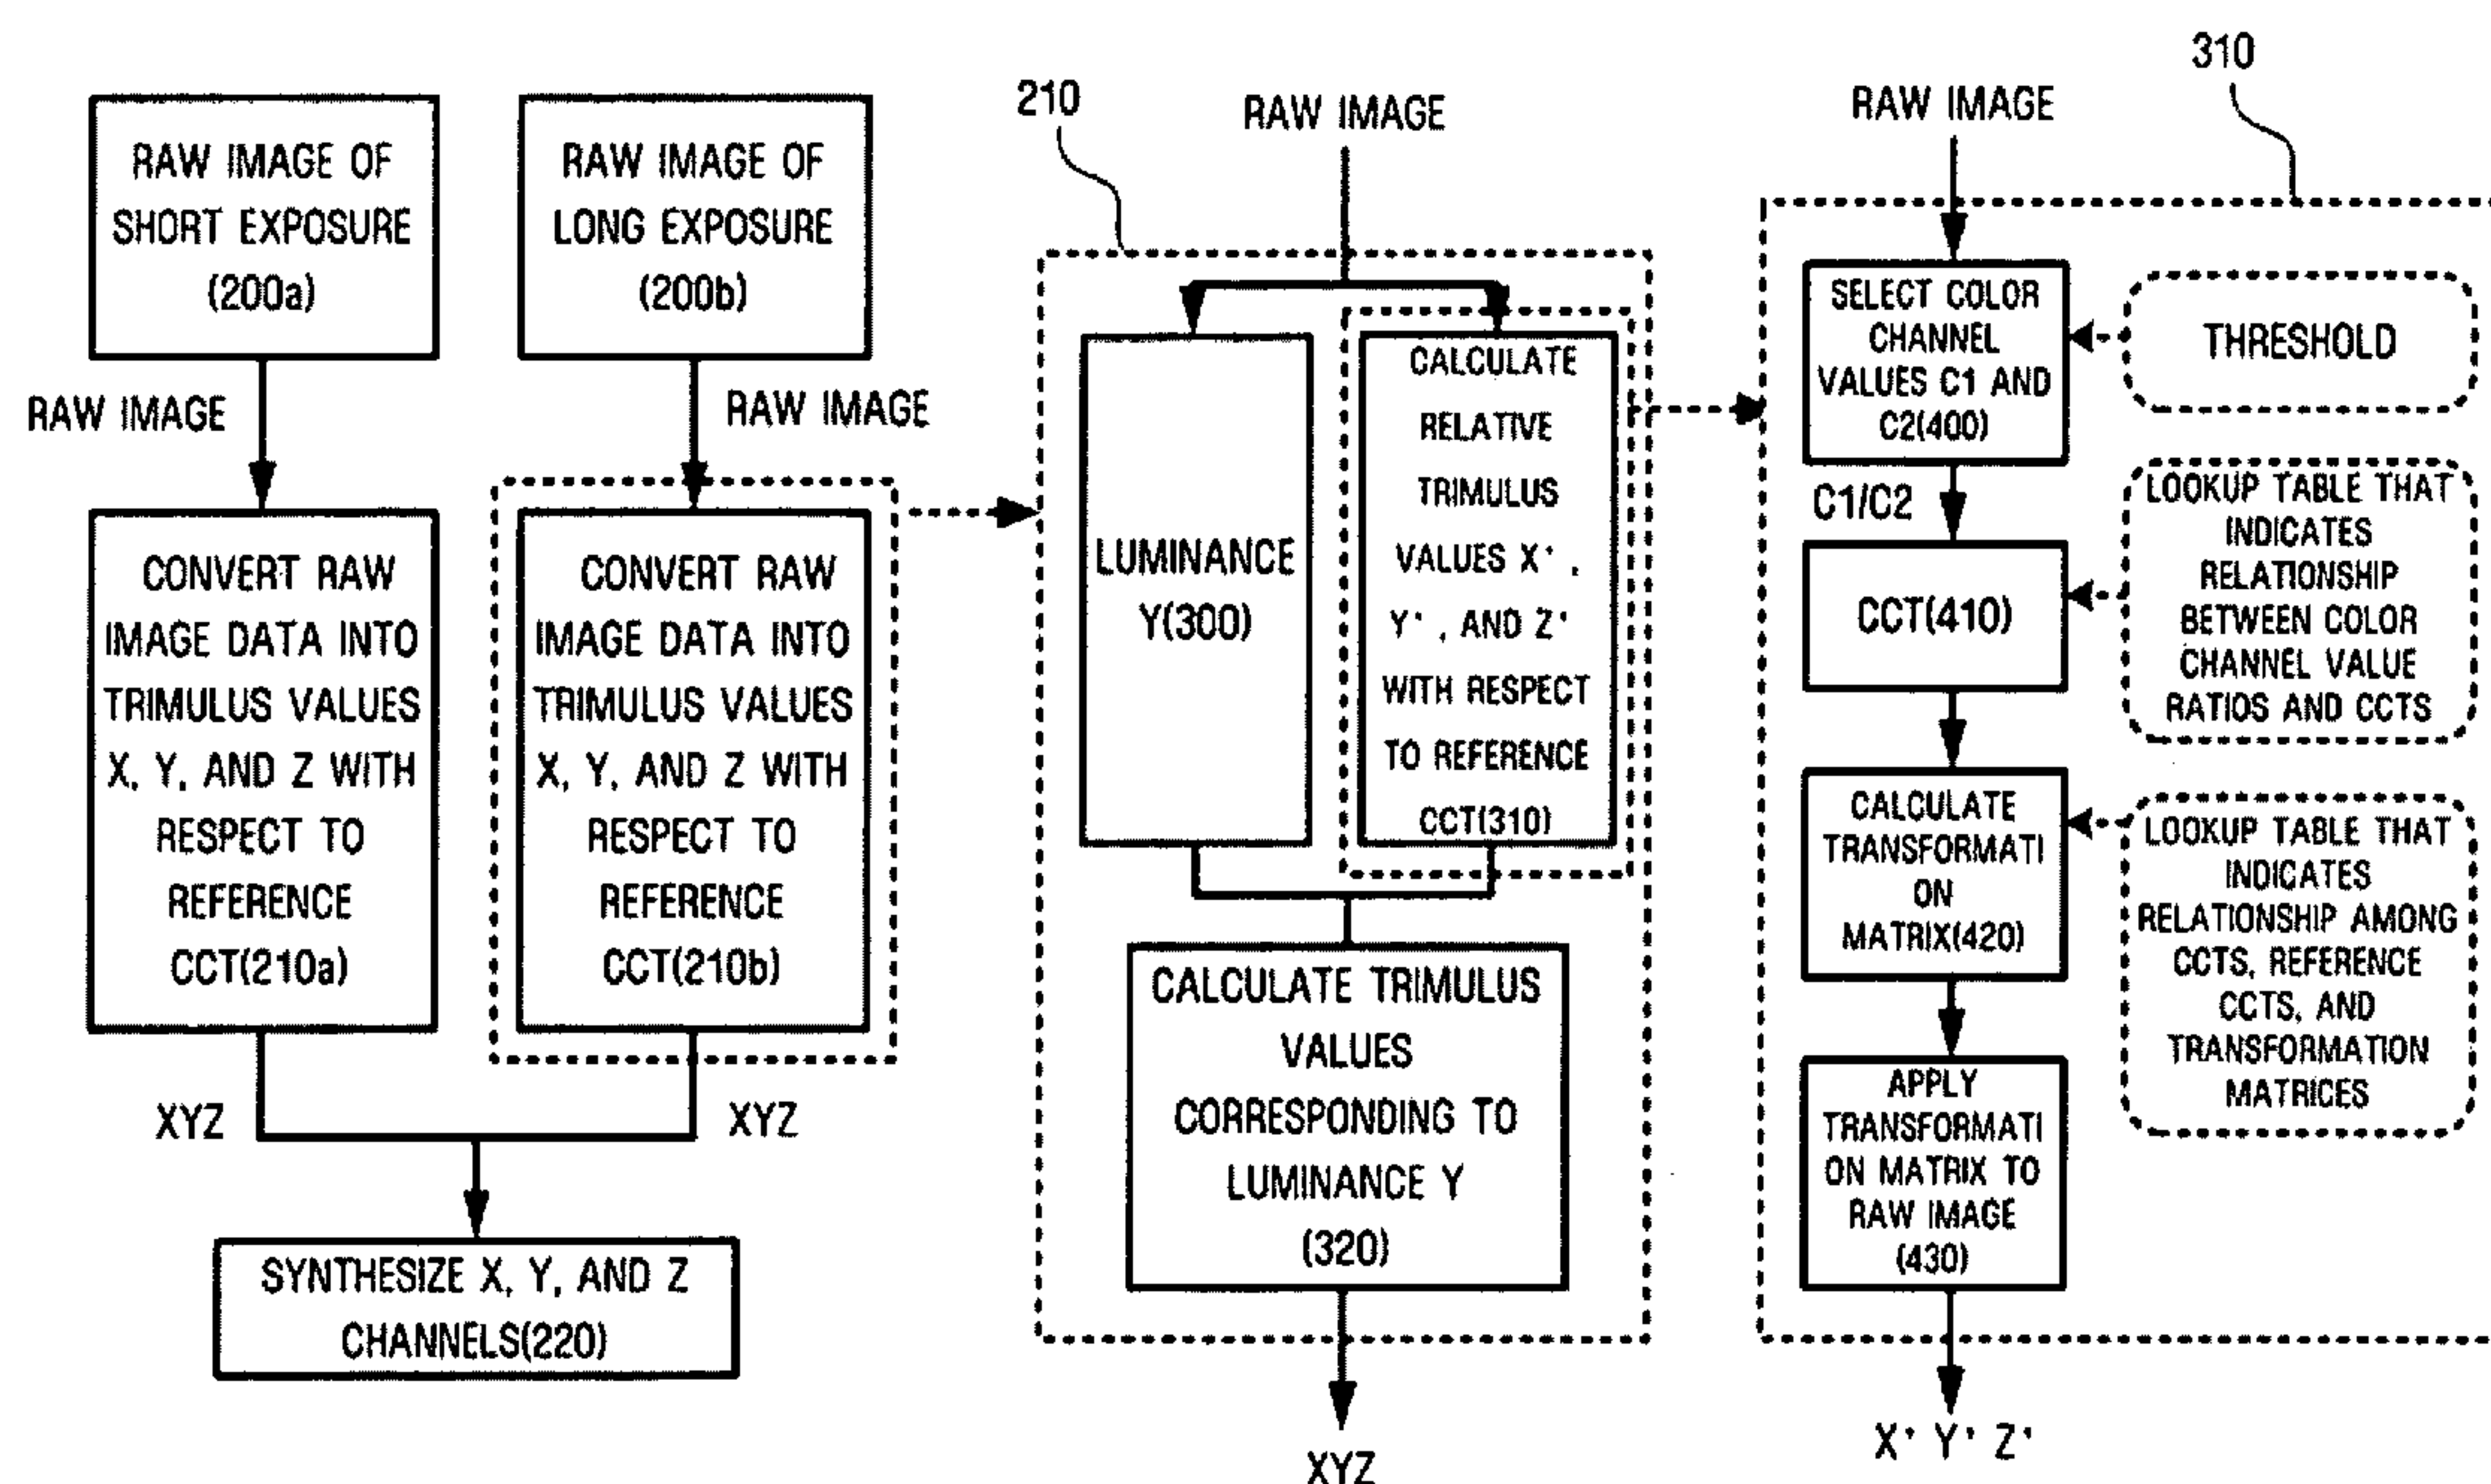 RAW IMAGE OF
SHORT EXPOSURE
(200a)
RAW IMAGE
CONVERT RAW
IMAGE DATA INTO
TRIMULUS VALUES
X, Y, AND Z WITH
RESPECT TO
REFERENCE
CCT(210a)
XYZ
RAW IMAGE OF
LONG EXPOSURE
(200b)
RAW IMAGE
CONVERT RAW
IMAGE DATA INTO
TRIMULUS VALUES
X, Y, AND Z WITH
RESPECT TO
REFERENCE
CCT(210b)
XYZ
SYNTHESIZE X, Y, AND Z
CHANNELS(220)
210
RAW IMAGE
LUMINANCE
Y(300)
CALCULATE
RELATIVE
TRIMULUS
VALUES X',
Y', AND Z'
WITH RESPECT
TO REFERENCE
CCT(310)
CALCULATE TRIMULUS
VALUES
CORRESPONDING TO
LUMINANCE Y
(320)
XYZ
310
RAW IMAGE
SELECT COLOR
CHANNEL
VALUES C1 AND
C2(400)
THRESHOLD
C1/C2
CCT(410)
LOOKUP TABLE THAT
INDICATES
RELATIONSHIP
BETWEEN COLOR
CHANNEL VALUE
RATIOS AND CCTS
CALCULATE
TRANSFORMATI
ON
MATRIX(420)
LOOKUP TABLE THAT
INDICATES
RELATIONSHIP AMONG
CCTS, REFERENCE
CCTS, AND
TRANSFORMATION
MATRICES
APPLY
TRANSFORMATI
ON MATRIX TO
RAW IMAGE
(430)
X' Y' Z'